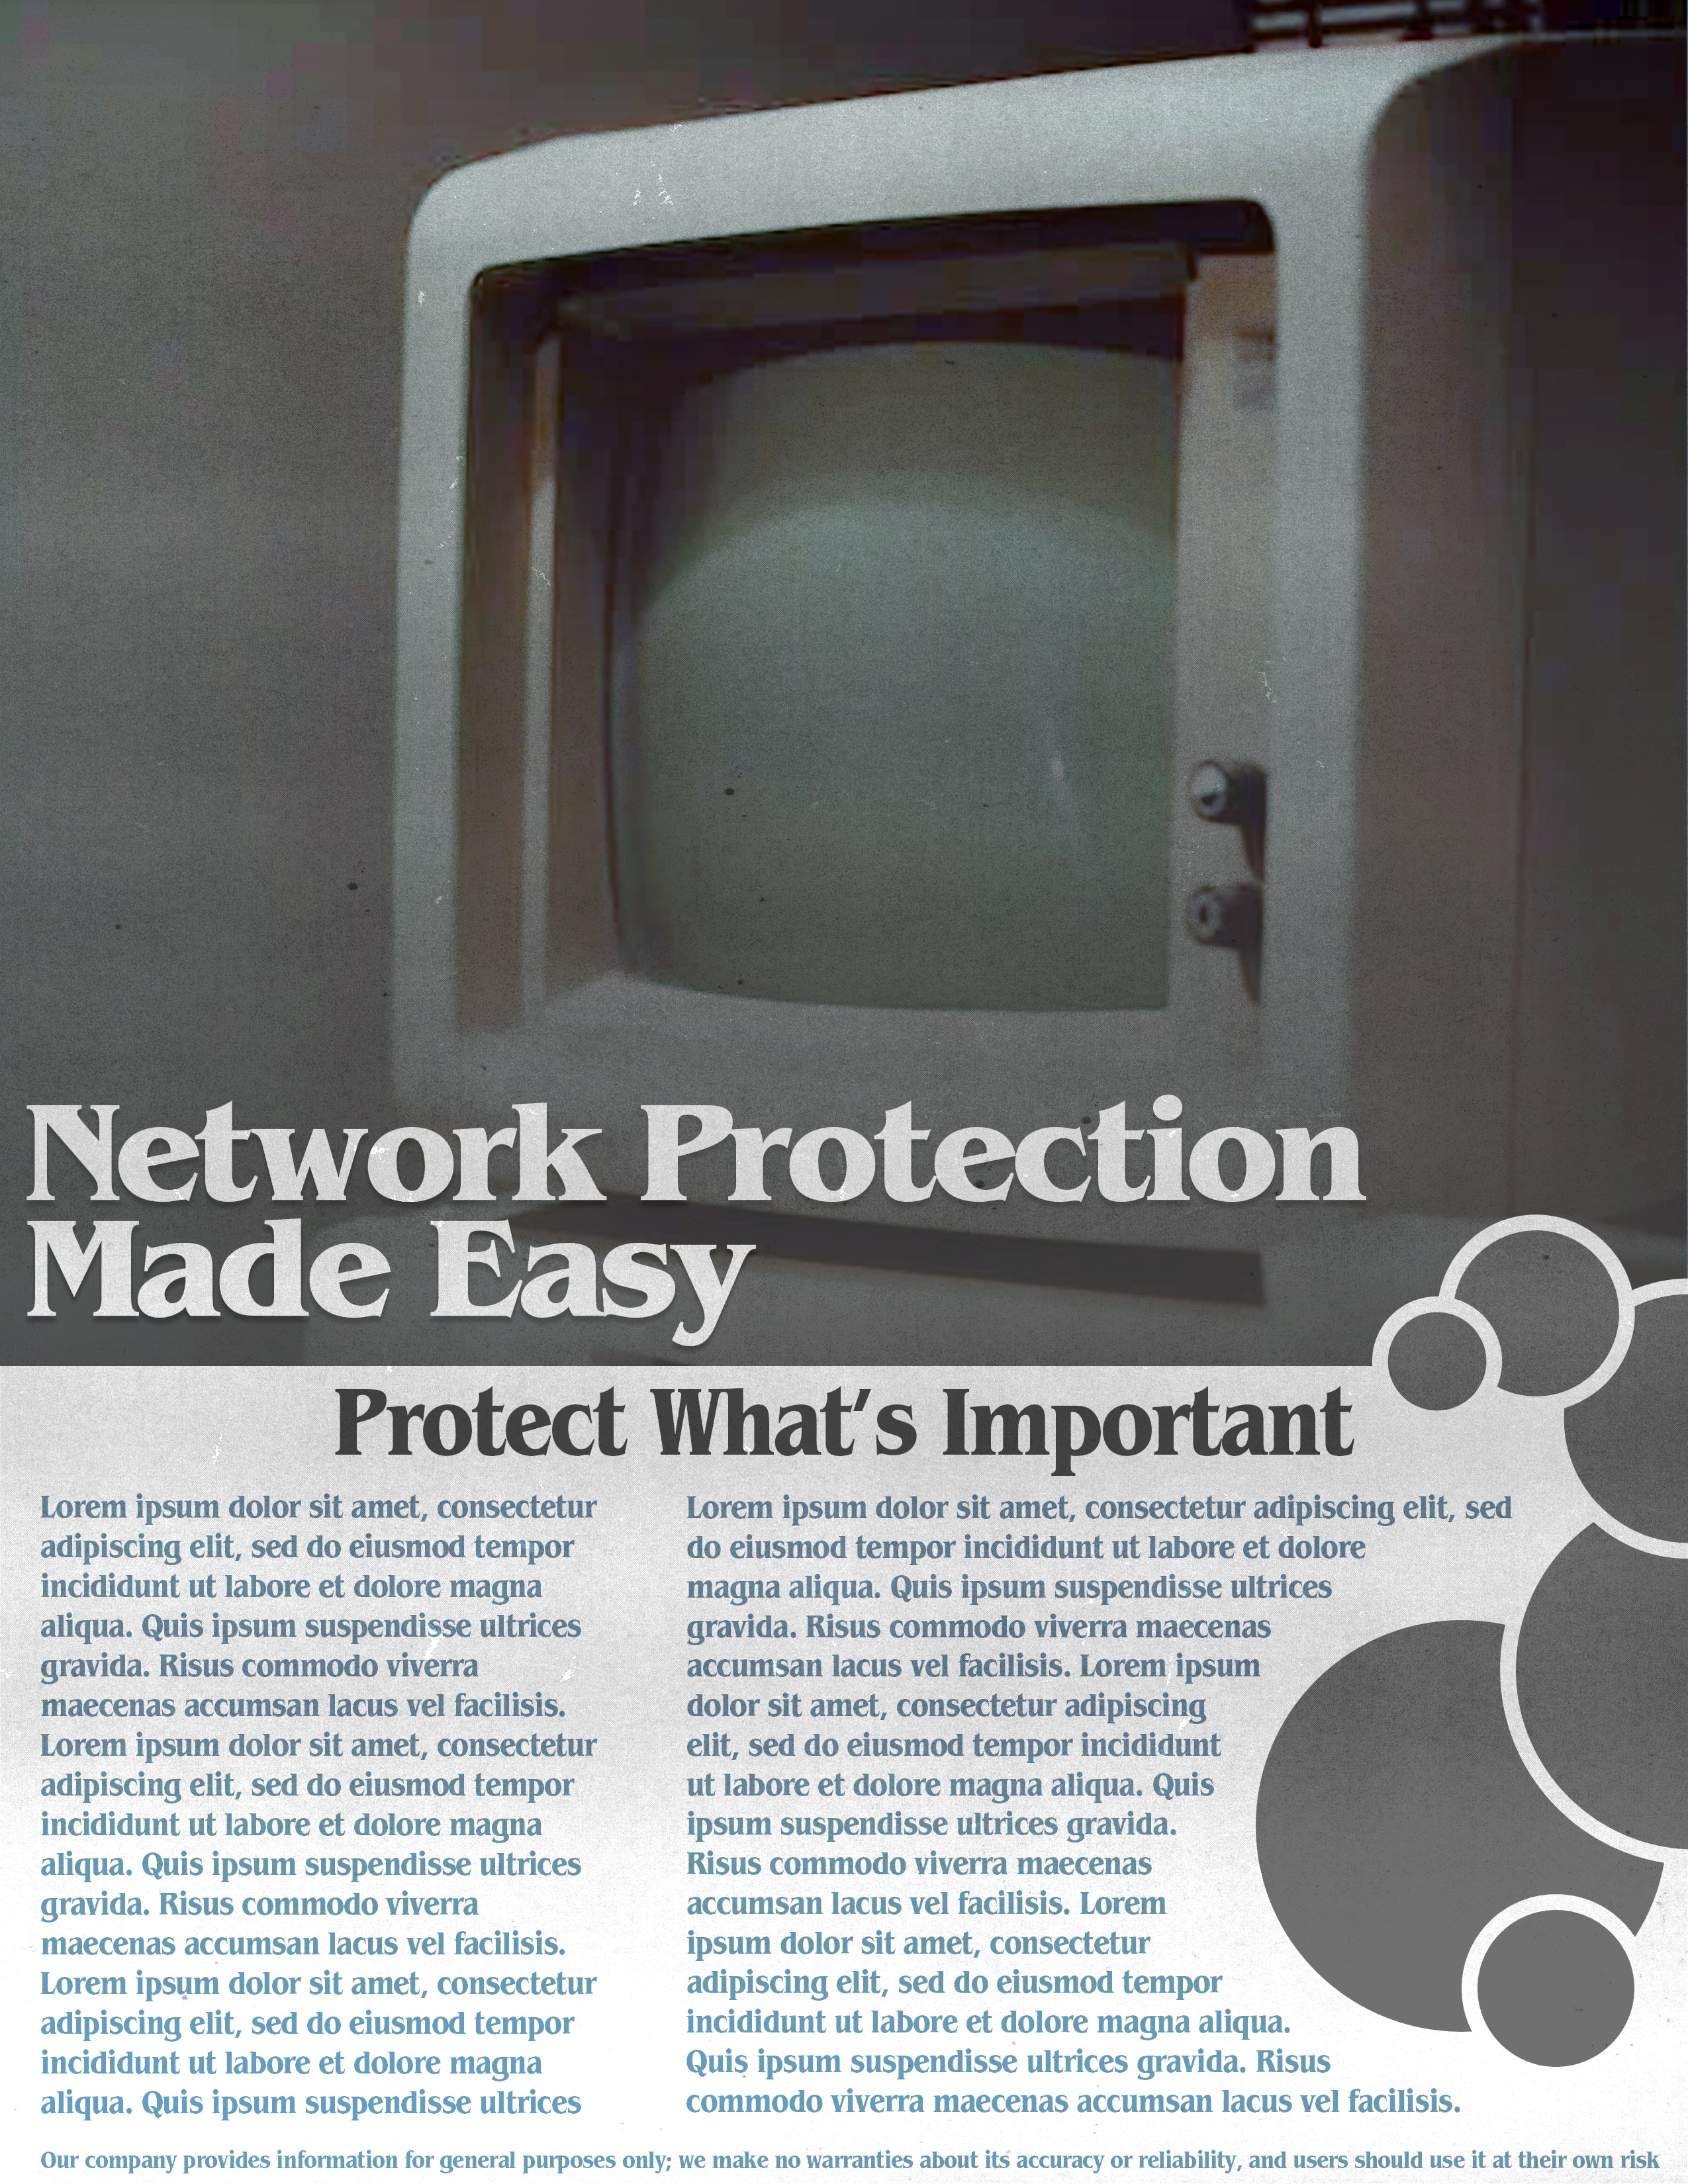 Network Protection
Made Easy
Protect What's Important
Lorem ipsum dolor sit amet, consectetur
adipiscing elit, sed do eiusmod tempor
incididunt ut labore et dolore magna
aliqua. Quis ipsum suspendisse ultrices
gravida. Risus commodo viverra
maecenas accumsan lacus vel facilisis.
Lorem ipsum dolor sit amet, consectetur
adipiscing elit, sed do eiusmod tempor
incididunt ut labore et dolore magna
aliqua. Quis ipsum suspendisse ultrices
gravida. Risus commodo viverra
maecenas accumsan lacus vel facilisis.
Lorem ipsum dolor sit amet, consectetur
adipiscing elit, sed do eiusmod tempor
incididunt ut labore et dolore magna
aliqua. Quis ipsum suspendisse ultrices
Lorem ipsum dolor sit amet, consectetur adipiscing elit, sed
do eiusmod tempor incididunt ut labore et dolore
magna aliqua. Quis ipsum suspendisse ultrices
gravida. Risus commodo viverra maecenas
accumsan lacus vel facilisis. Lorem ipsum
dolor sit amet, consectetur adipiscing
elit, sed do eiusmod tempor incididunt
ut labore et dolore magna aliqua. Quis
ipsum suspendisse ultrices gravida.
Risus commodo viverra maecenas
accumsan lacus vel facilisis. Lorem
ipsum dolor sit amet, consectetur
adipiscing elit, sed do eiusmod tempor
incididunt ut labore et dolore magna aliqua.
Quis ipsum suspendisse ultrices gravida. Risus
commodo viverra maecenas accumsan lacus vel facilisis.
Our company provides information for general purposes only; we make no warranties about its accuracy or reliability, and users should use it at their own risk